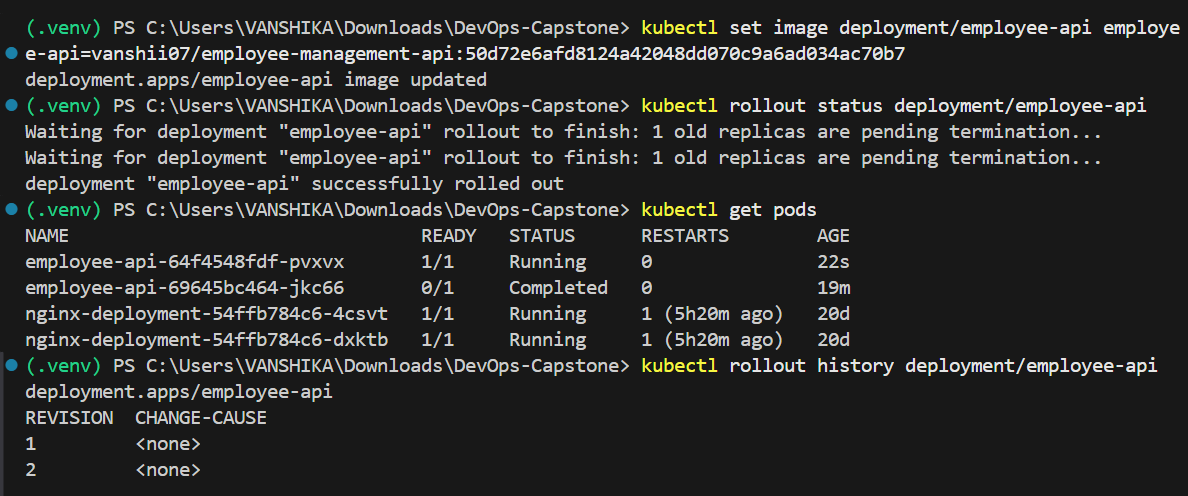 (.venv) PS C:\Users\VANSHIKA\Downloads\DevOps-Capstone> kubectl set image deployment/employee-api employe
e-api=vanshii07/employee-management-api:50d72e6afd8124a42048dd070c9a6ad034ac70b7
deployment.apps/employee-api image updated
(.venv) PS C:\Users\VANSHIKA\Downloads\DevOps-Capstone> kubectl rollout status deployment/employee-api
Waiting for deployment "employee-api" rollout to finish: 1 old replicas are pending termination...
Waiting for deployment "employee-api" rollout to finish: 1 old replicas are pending termination...
deployment "employee-api" successfully rolled out
(.venv) PS C:\Users\VANSHIKA\Downloads\DevOps-Capstone> kubectl get pods
NAME                                READY   STATUS      RESTARTS        AGE
employee-api-64f4548fdf-pvxvx       1/1     Running     0               22s
employee-api-69645bc464-jkc66       0/1     Completed   0               19m
nginx-deployment-54ffb784c6-4csvt   1/1     Running     1 (5h20m ago)   20d
nginx-deployment-54ffb784c6-dxktb   1/1     Running     1 (5h20m ago)   20d
(.venv) PS C:\Users\VANSHIKA\Downloads\DevOps-Capstone> kubectl rollout history deployment/employee-api
deployment.apps/employee-api
REVISION  CHANGE-CAUSE
1         <none>
2         <none>